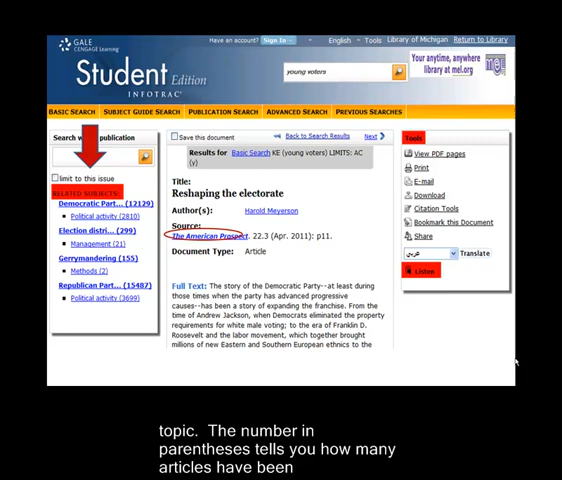 GALE
CENGAGE Learning
Have an account? Sign In
English
Tools
Library of Michigan
Return to Library
Student Edition
INFOTRAC
young voters
Your anytime, anywhere
library at mel.org
mel
BASIC SEARCH
SUBJECT GUIDE SEARCH
PUBLICATION SEARCH
ADVANCED SEARCH
PREVIOUS SEARCHES
Search w publication
limit to this issue
RELATED SUBJECTS:
Democratic Part... (12129)
Political activity (2810)
Election distri... (299)
Management (21)
Gerrymandering (155)
Methods (2)
Republican Part... (15487)
Political activity (3699)
Save this document
Back to Search Results
Next
Results for Basic Search KE (young voters) LIMITS: AC
(y)
Title:
Reshaping the electorate
Author(s): Harold Meyerson
Source:
The American Prospect. 22.3 (Apr. 2011): p11.
Document Type: Article
Full Text: The story of the Democratic Party--at least during
those times when the party has advanced progressive
causes--has been a story of expanding the franchise. From the
time of Andrew Jackson, when Democrats eliminated the property
requirements for white male voting; to the era of Franklin D.
Roosevelt and the labor movement, which together brought
millions of new Eastern and Southern European ethnics to the
Tools
View PDF pages
Print
E-mail
Download
Citation Tools
Bookmark this Document
Share
عربي
Translate
Listen
topic. The number in
parentheses tells you how many
articles have been